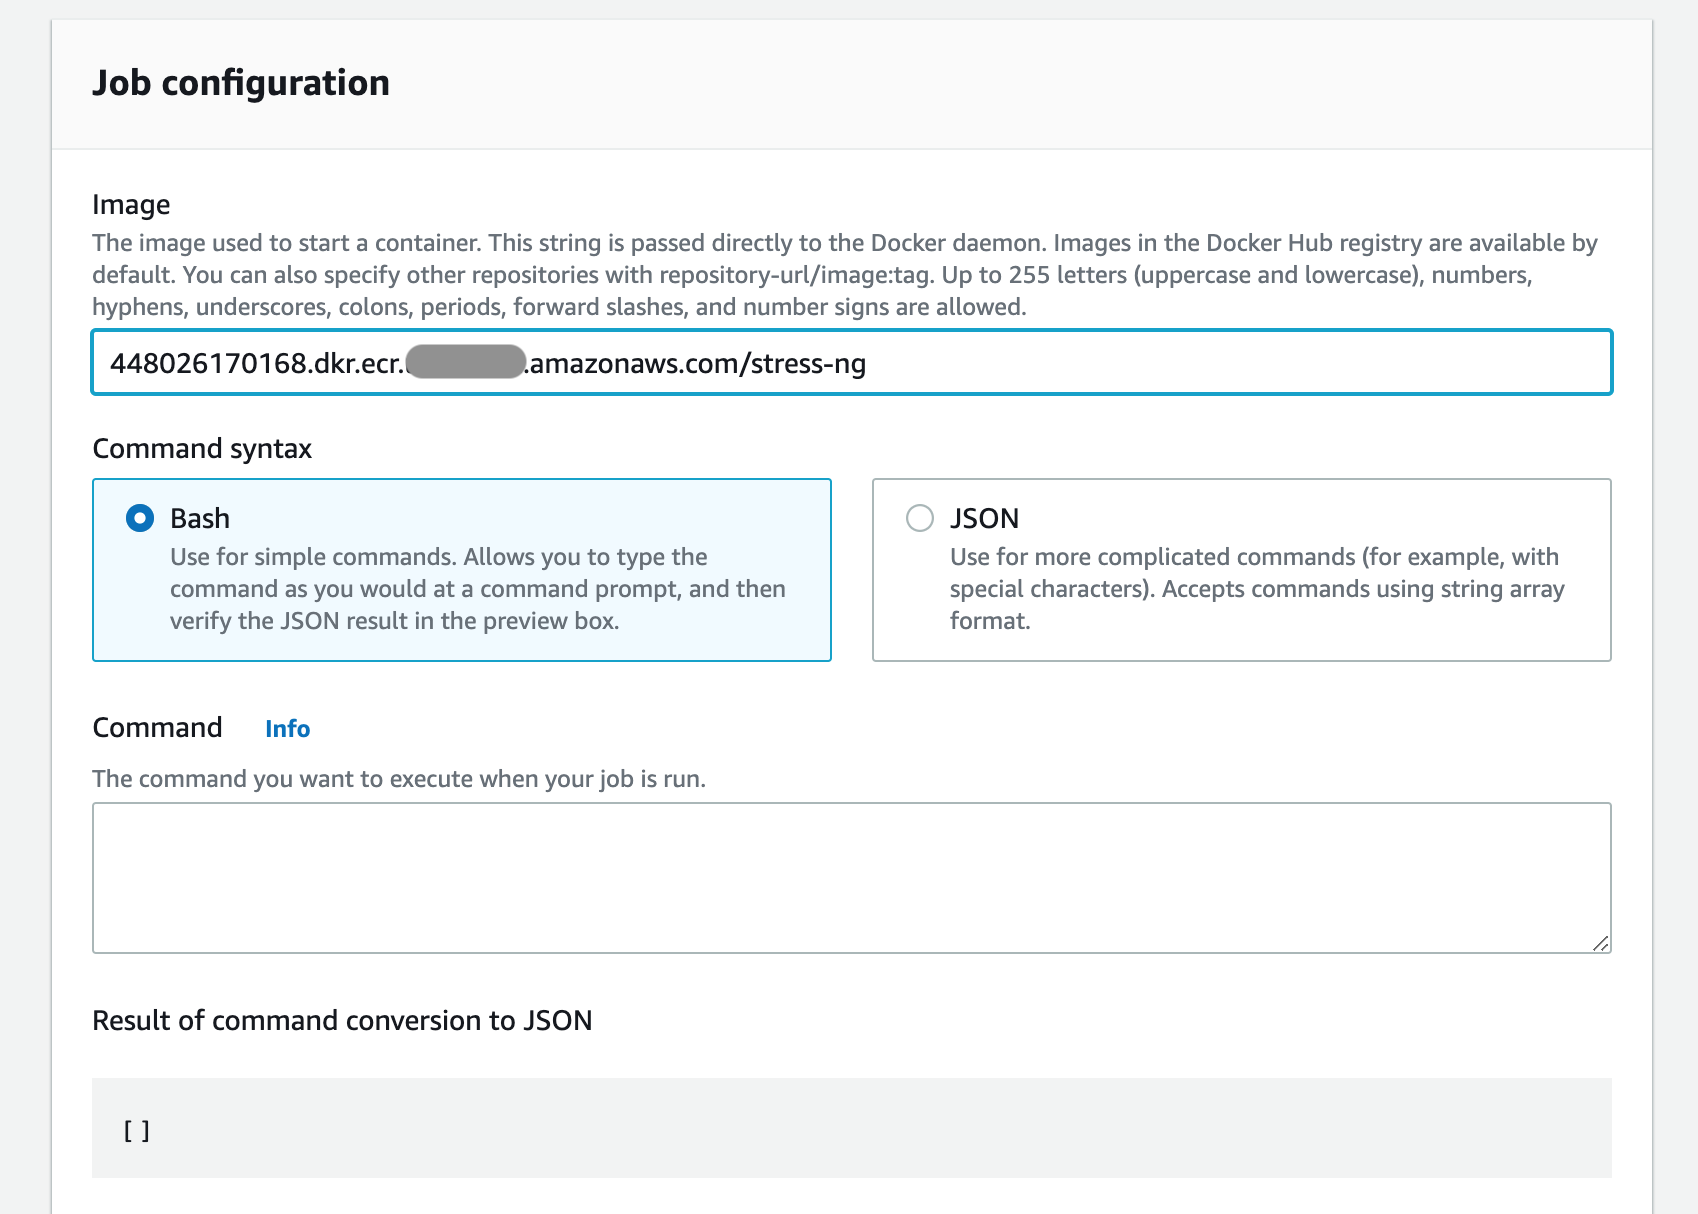 Job configuration
Image
The image used to start a container. This string is passed directly to the Docker daemon. Images in the Docker Hub registry are available by
default. You can also specify other repositories with repository-url/image:tag. Up to 255 letters (uppercase and lowercase), numbers,
hyphens, underscores, colons, periods, forward slashes, and number signs are allowed.
448026170168.dkr.ecr. .amazonaws.com/stress-ng
Command syntax
Bash
Use for simple commands. Allows you to type the
command as you would at a command prompt, and then
verify the JSON result in the preview box.
JSON
Use for more complicated commands (for example, with
special characters). Accepts commands using string array
format.
Command Info
The command you want to execute when your job is run.
Result of command conversion to JSON
[ ]